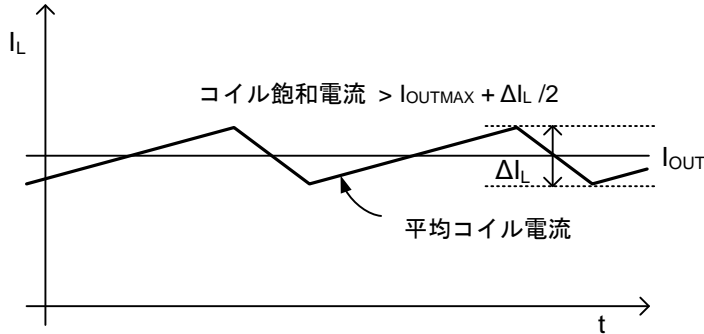 IL
コイル飽和電流 > IOUTMAX + ΔIL /2
IOUT
ΔIL
平均コイル電流
t